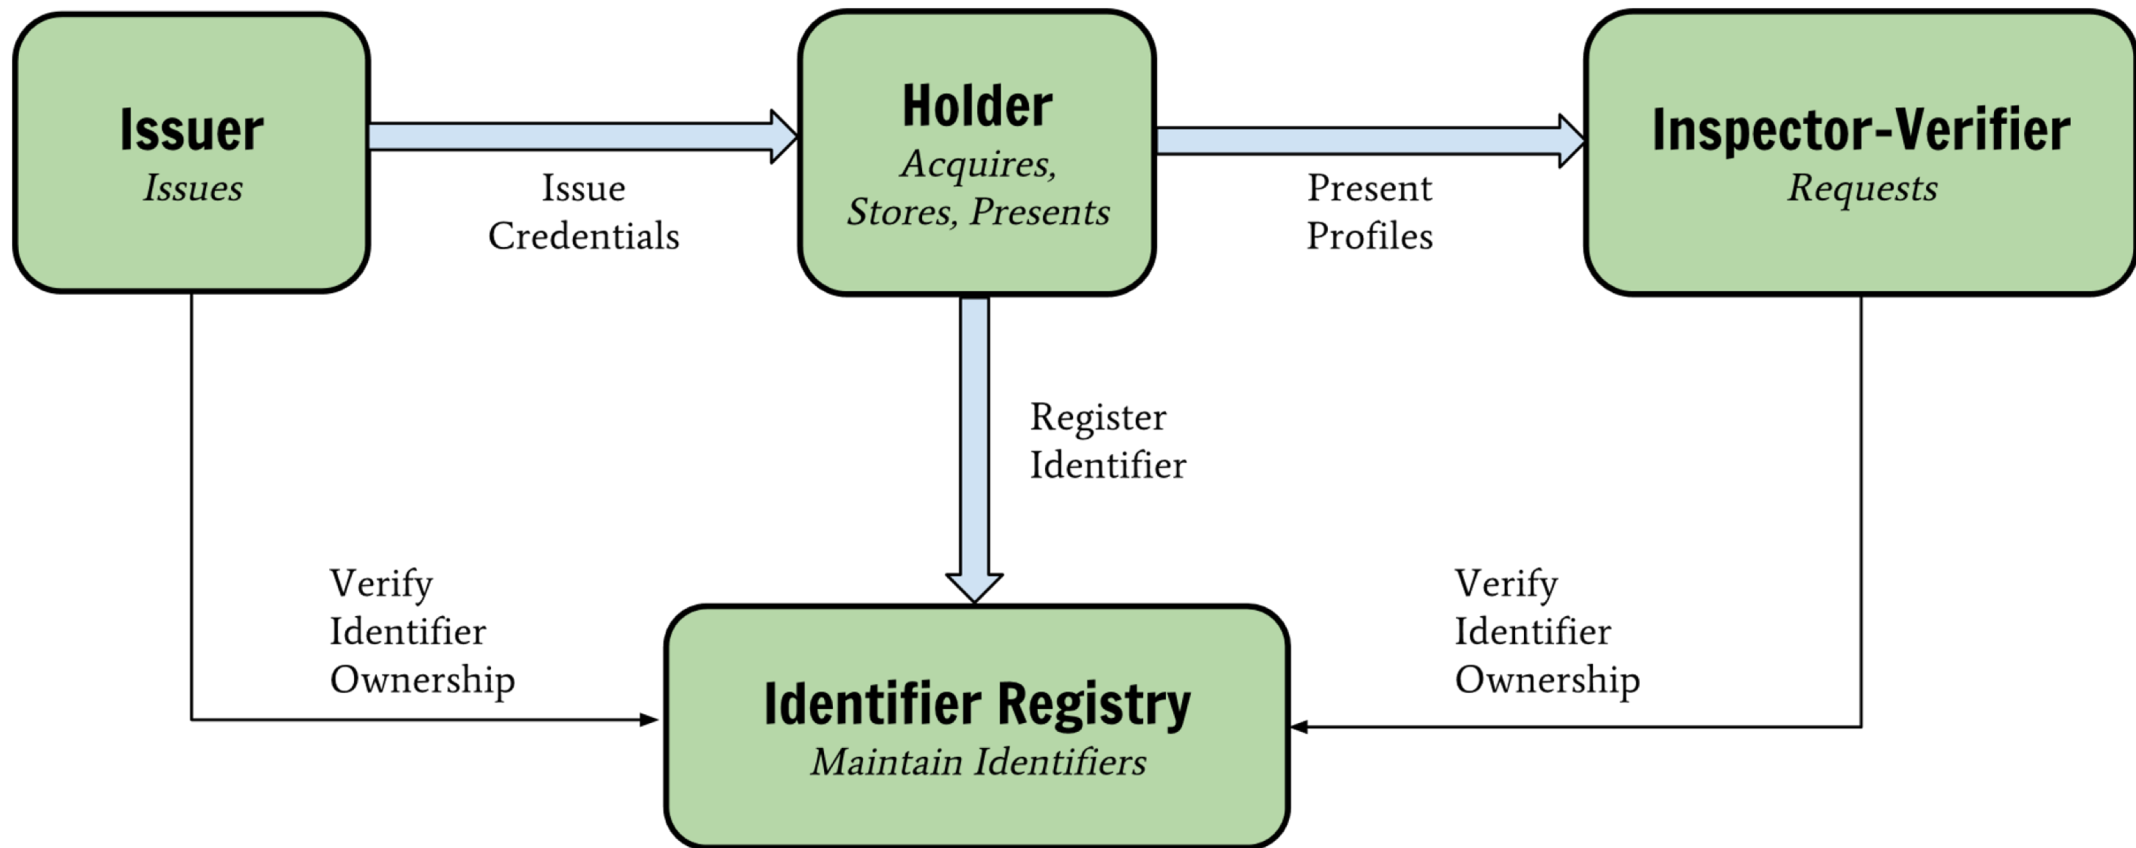 Issuer
Issues
Issue
Credentials
Holder
Acquires,
Stores, Presents
Present
Profiles
Inspector-Verifier
Requests
Register
Identifier
Verify
Identifier
Ownership
Verify
Identifier
Ownership
Identifier Registry
Maintain Identifiers